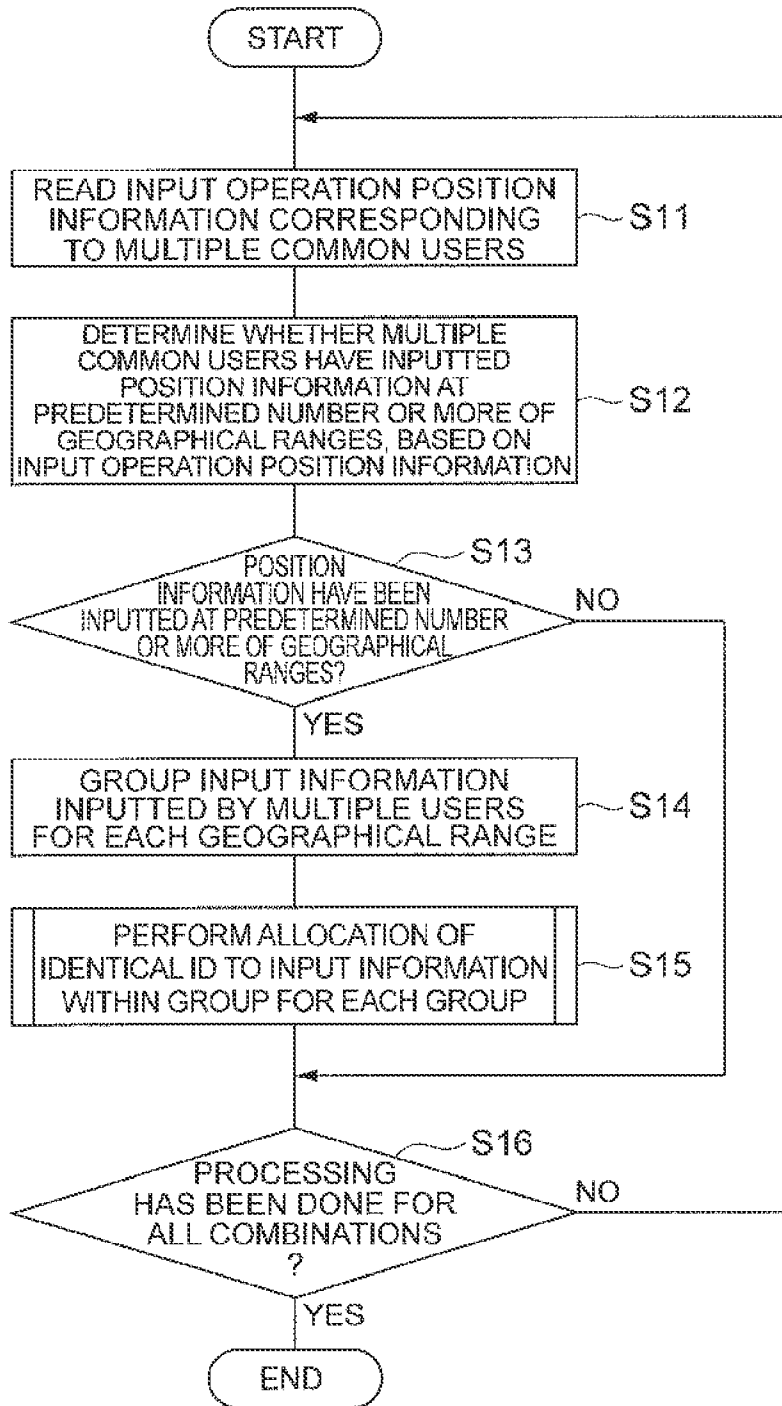 START
READ INPUT OPERATION POSITION
INFORMATION CORRESPONDING
TO MULTIPLE COMMON USERS
S11
DETERMINE WHETHER MULTIPLE
COMMON USERS HAVE INPUTTED
POSITION INFORMATION AT
PREDETERMINED NUMBER OR MORE OF
GEOGRAPHICAL RANGES, BASED ON
INPUT OPERATION POSITION INFORMATION
S12
S13
POSITION
INFORMATION HAVE BEEN
INPUTTED AT PREDETERMINED NUMBER
OR MORE OF GEOGRAPHICAL
RANGES?
NO
YES
GROUP INPUT INFORMATION
INPUTTED BY MULTIPLE USERS
FOR EACH GEOGRAPHICAL RANGE
S14
PERFORM ALLOCATION OF
IDENTICAL ID TO INPUT INFORMATION
WITHIN GROUP FOR EACH GROUP
S15
S16
PROCESSING
HAS BEEN DONE FOR
ALL COMBINATIONS
?
NO
YES
END